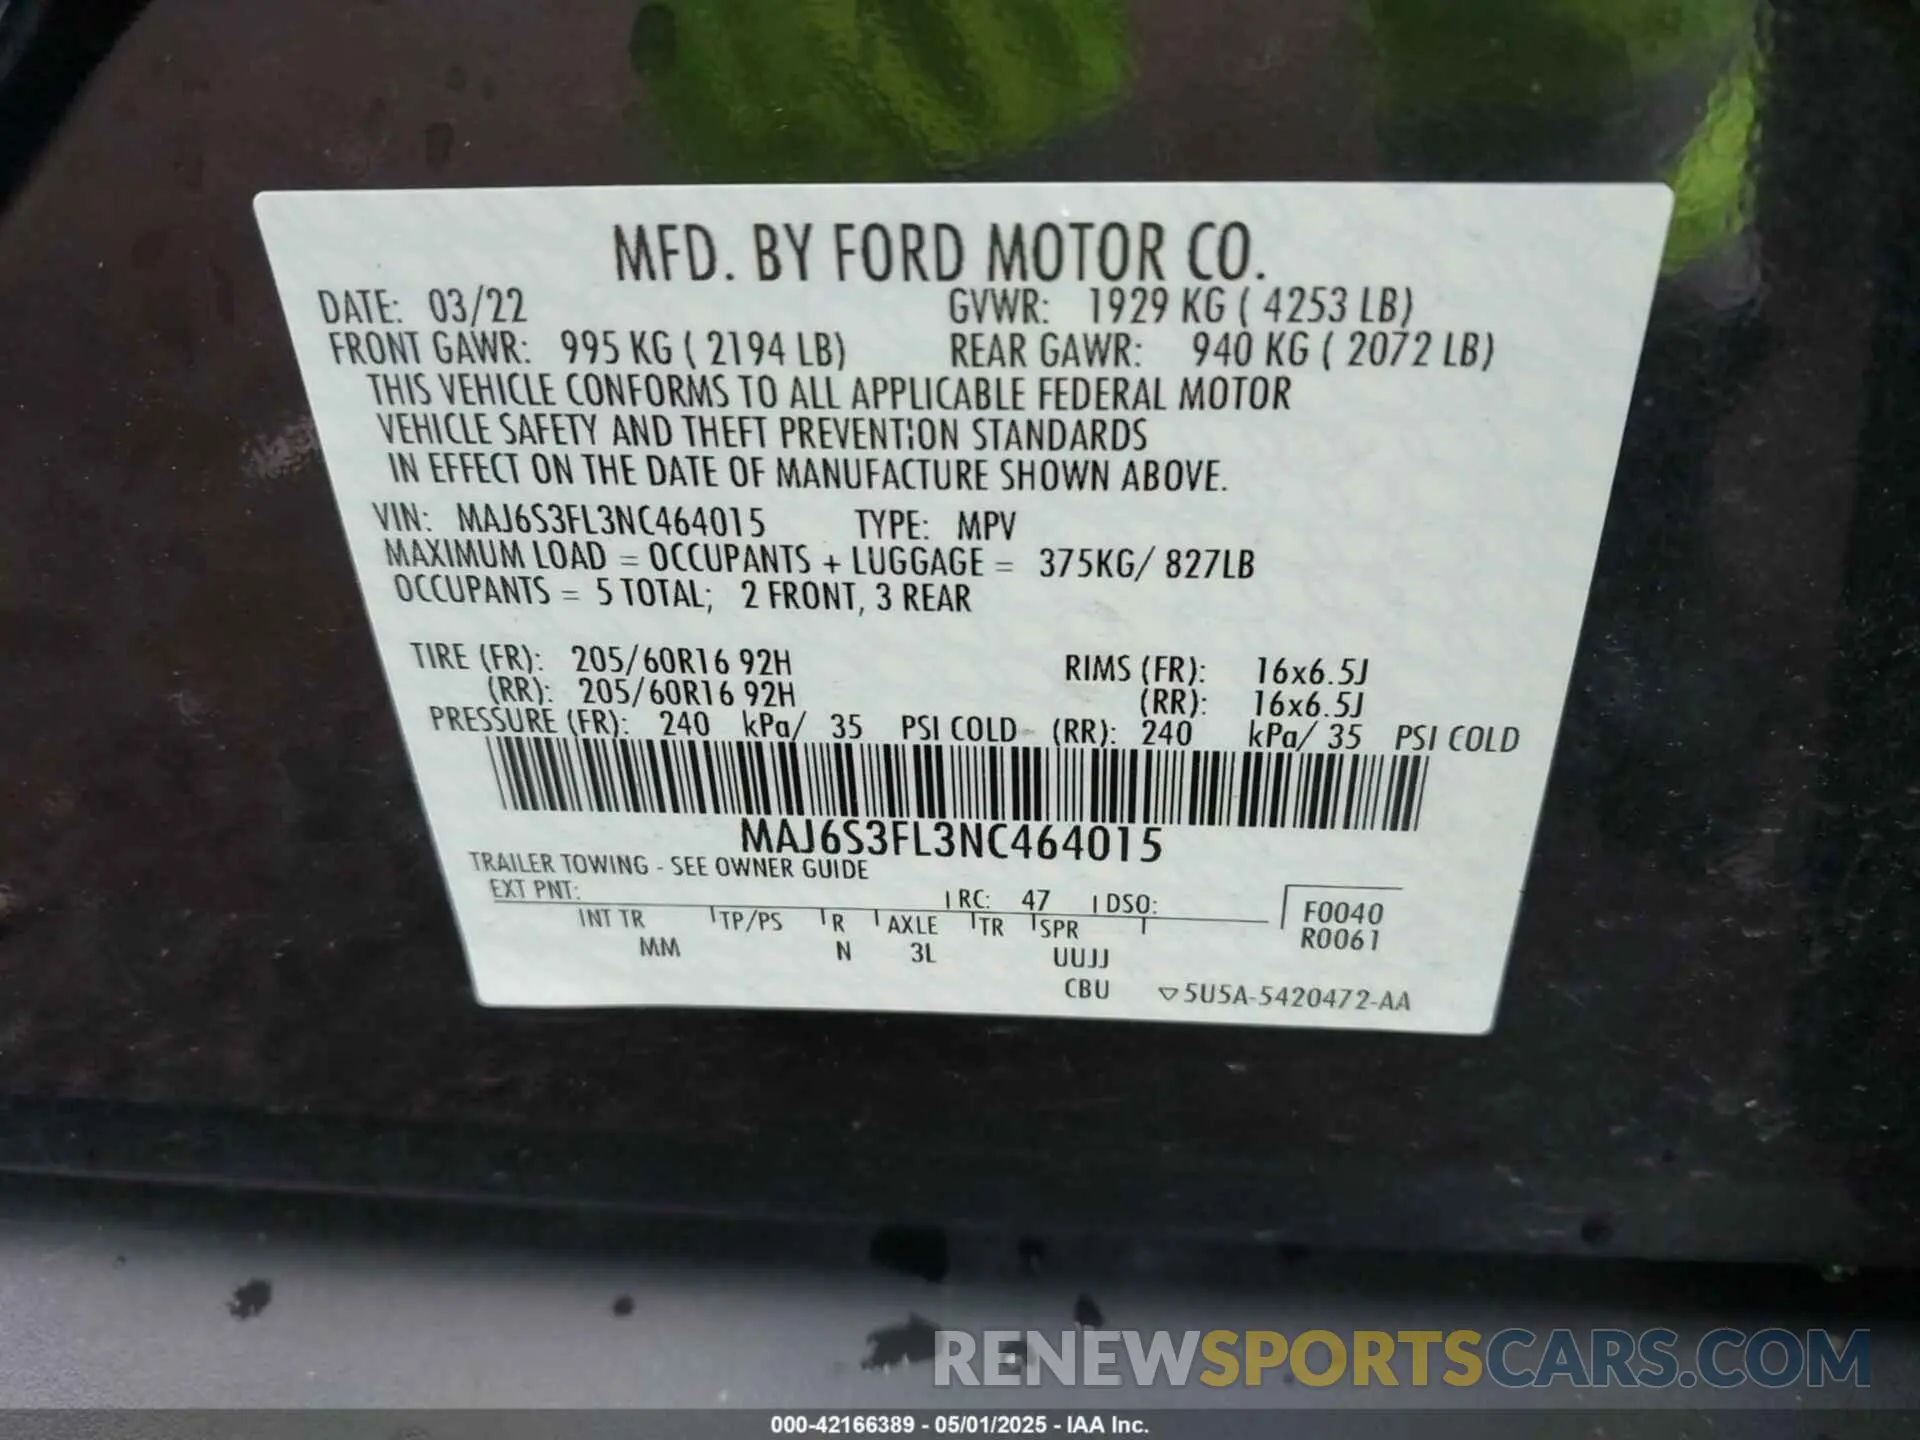 MFD. BY FORD MOTOR CO.
DATE: 03/22 GVWR: 1929 KG ( 4253 LB)
FRONT GAWR: 995 KG ( 2194 LB) REAR GAWR: 940 KG ( 2072 LB)
THIS VEHICLE CONFORMS TO ALL APPLICABLE FEDERAL MOTOR
VEHICLE SAFETY AND THEFT PREVENTION STANDARDS
IN EFFECT ON THE DATE OF MANUFACTURE SHOWN ABOVE.
VIN: MAJ6S3FL3NC464015 TYPE: MPV
MAXIMUM LOAD = OCCUPANTS + LUGGAGE = 375KG/ 827LB
OCCUPANTS = 5 TOTAL; 2 FRONT, 3 REAR
TIRE (FR): 205/60R16 92H RIMS (FR): 16x6.5J
(RR): 205/60R16 92H (RR): 16x6.5J
PRESSURE (FR): 240 kPa/ 35 PSI COLD (RR): 240 kPa/ 35 PSI COLD
MAJ6S3FL3NC464015
TRAILER TOWING - SEE OWNER GUIDE
EXT PNT: RC: 47 DSO:
INT TR TP/PS R AXLE TR SPR
MM N 3L UUJJ
CBU
F0040
R0061
▽5U5A-5420472-AA
RENEWSPORTSCARS.COM
000-42166389 - 05/01/2025 - IAA Inc.